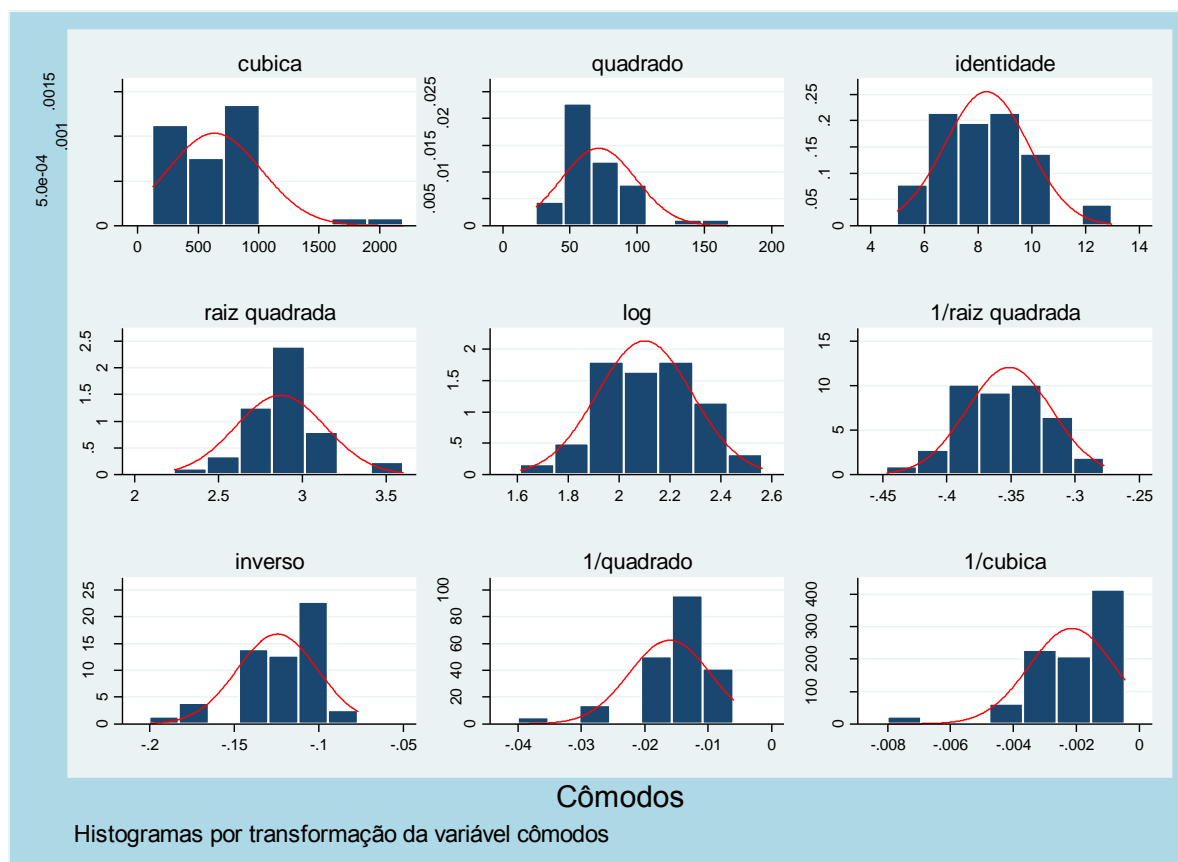 cubica
0 5.0e-04 .001 .0015
0 500 1000 1500 2000
quadrado
0 .005 .01 .015 .02 .025
0 50 100 150 200
identidade
0 .05 .1 .15 .2 .25
4 6 8 10 12 14
raiz quadrada
0 .5 1 1.5 2 2.5
2 2.5 3 3.5
log
0 .5 1 1.5 2
1.6 1.8 2 2.2 2.4 2.6
1/raiz quadrada
0 5 10 15
-.45 -.4 -.35 -.3 -.25
inverso
0 5 10 15 20 25
-.2 -.15 -.1 -.05
1/quadrado
0 20 40 60 80 100
-.04 -.03 -.02 -.01 0
1/cubica
0 100 200 300 400
-.008 -.006 -.004 -.002 0
Cômodos
Histogramas por transformação da variável cômodos